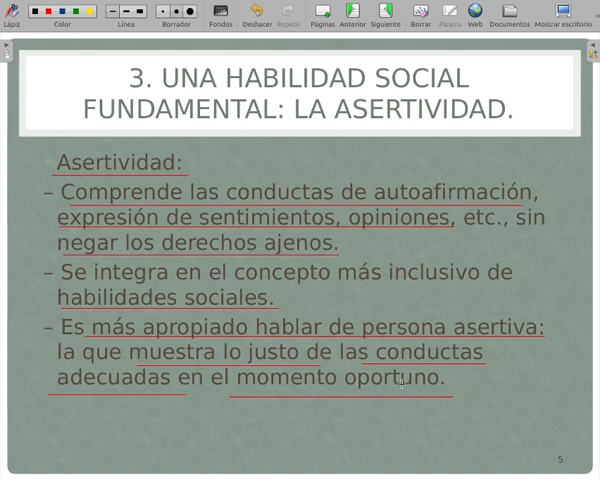 Lápiz Color Línea Borrador Fondos Deshacer Repetir Páginas Anterior Siguiente Borrar Pizarra Web Documentos Mostrar escritorio
3. UNA HABILIDAD SOCIAL
FUNDAMENTAL: LA ASERTIVIDAD.
Asertividad:
– Comprende las conductas de autoafirmación,
expresión de sentimientos, opiniones, etc., sin
negar los derechos ajenos.
– Se integra en el concepto más inclusivo de
habilidades sociales.
– Es más apropiado hablar de persona asertiva:
la que muestra lo justo de las conductas
adecuadas en el momento oportuno.
5